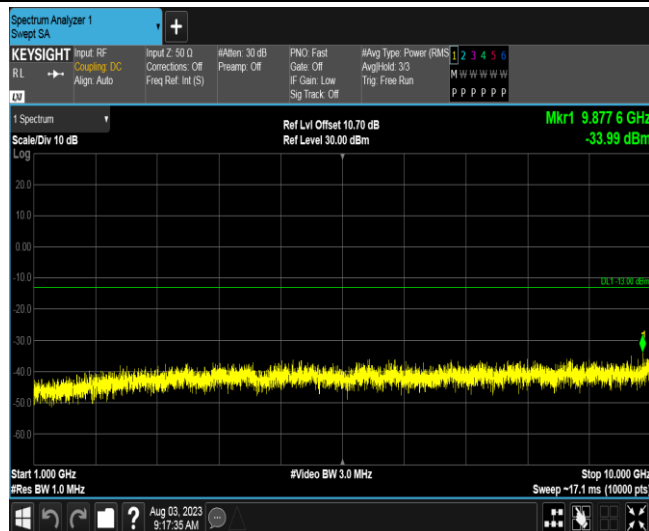 Spectrum Analyzer 1
Swept SA
KEYSIGHT
RL
Input: RF
Coupling: DC
Align: Auto
Input Z: 50 Ω
Corrections: Off
Freq Ref: Int (S)
#Atten: 30 dB
Preamp: Off
PNO: Fast
Gate: Off
IF Gain: Low
Sig Track: Off
#Avg Type: Power (RMS
Avg|Hold: 3/3
Trig: Free Run
1 2 3 4 5 6
M W W W W W
P P P P P P
LXI
1 Spectrum
Scale/Div 10 dB
Log
Ref Lvl Offset 10.70 dB
Ref Level 30.00 dBm
Mkr1 9.877 6 GHz
-33.99 dBm
20.0
10.0
0.00
-10.0
DL1 -13.00 dBm
-20.0
-30.0
1
-40.0
-50.0
-60.0
Start 1.000 GHz
#Res BW 1.0 MHz
#Video BW 3.0 MHz
Stop 10.000 GHz
Sweep ~17.1 ms (10000 pts)
Aug 03, 2023
9:17:35 AM